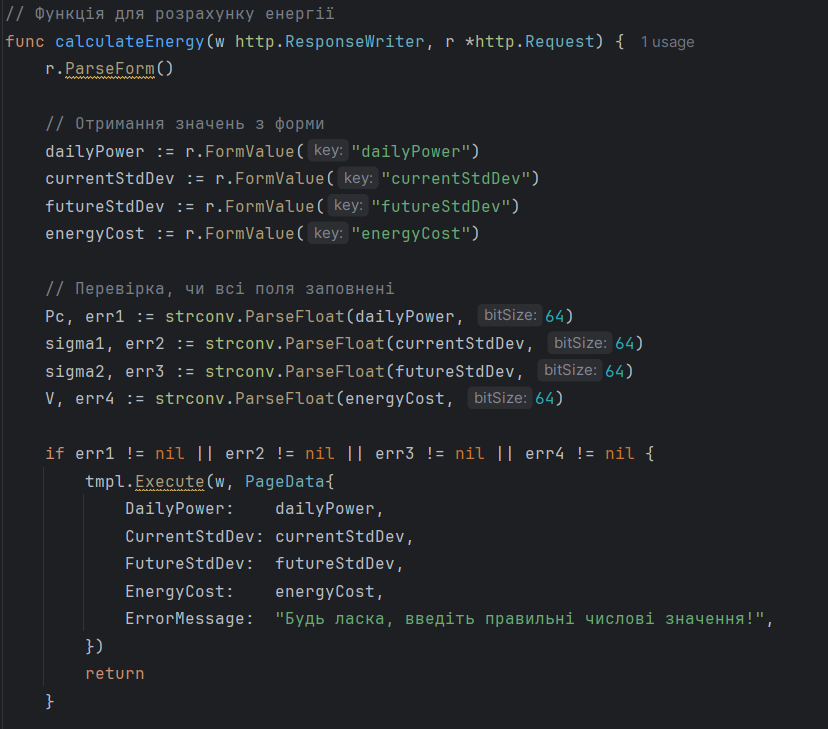 // Функція для розрахунку енергії
func calculateEnergy(w http.ResponseWriter, r *http.Request) { 1 usage
    r.ParseForm()

    // Отримання значень з форми
    dailyPower := r.FormValue( key: "dailyPower")
    currentStdDev := r.FormValue( key: "currentStdDev")
    futureStdDev := r.FormValue( key: "futureStdDev")
    energyCost := r.FormValue( key: "energyCost")

    // Перевірка, чи всі поля заповнені
    Pc, err1 := strconv.ParseFloat(dailyPower, bitSize: 64)
    sigma1, err2 := strconv.ParseFloat(currentStdDev, bitSize: 64)
    sigma2, err3 := strconv.ParseFloat(futureStdDev, bitSize: 64)
    V, err4 := strconv.ParseFloat(energyCost, bitSize: 64)

    if err1 != nil || err2 != nil || err3 != nil || err4 != nil {
        tmpl.Execute(w, PageData{
            DailyPower:    dailyPower,
            CurrentStdDev: currentStdDev,
            FutureStdDev:  futureStdDev,
            EnergyCost:    energyCost,
            ErrorMessage:  "Будь ласка, введіть правильні числові значення!",
        })
        return
    }